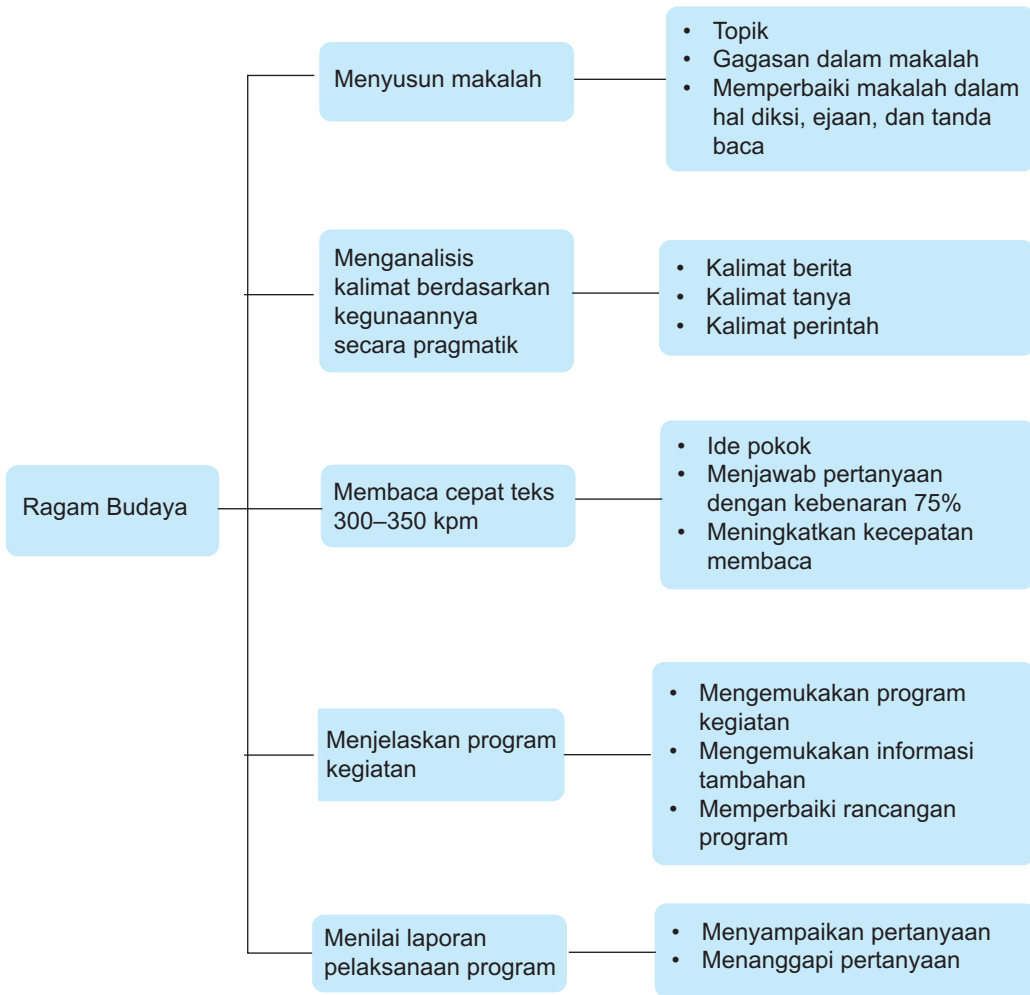 Ragam Budaya
Menyusun makalah
• Topik
• Gagasan dalam makalah
• Memperbaiki makalah dalam
hal diksi, ejaan, dan tanda
baca
Menganalisis
kalimat berdasarkan
kegunaannya
secara pragmatik
• Kalimat berita
• Kalimat tanya
• Kalimat perintah
Membaca cepat teks
300–350 kpm
• Ide pokok
• Menjawab pertanyaan
dengan kebenaran 75%
• Meningkatkan kecepatan
membaca
Menjelaskan program
kegiatan
• Mengemukakan program
kegiatan
• Mengemukakan informasi
tambahan
• Memperbaiki rancangan
program
Menilai laporan
pelaksanaan program
• Menyampaikan pertanyaan
• Menanggapi pertanyaan